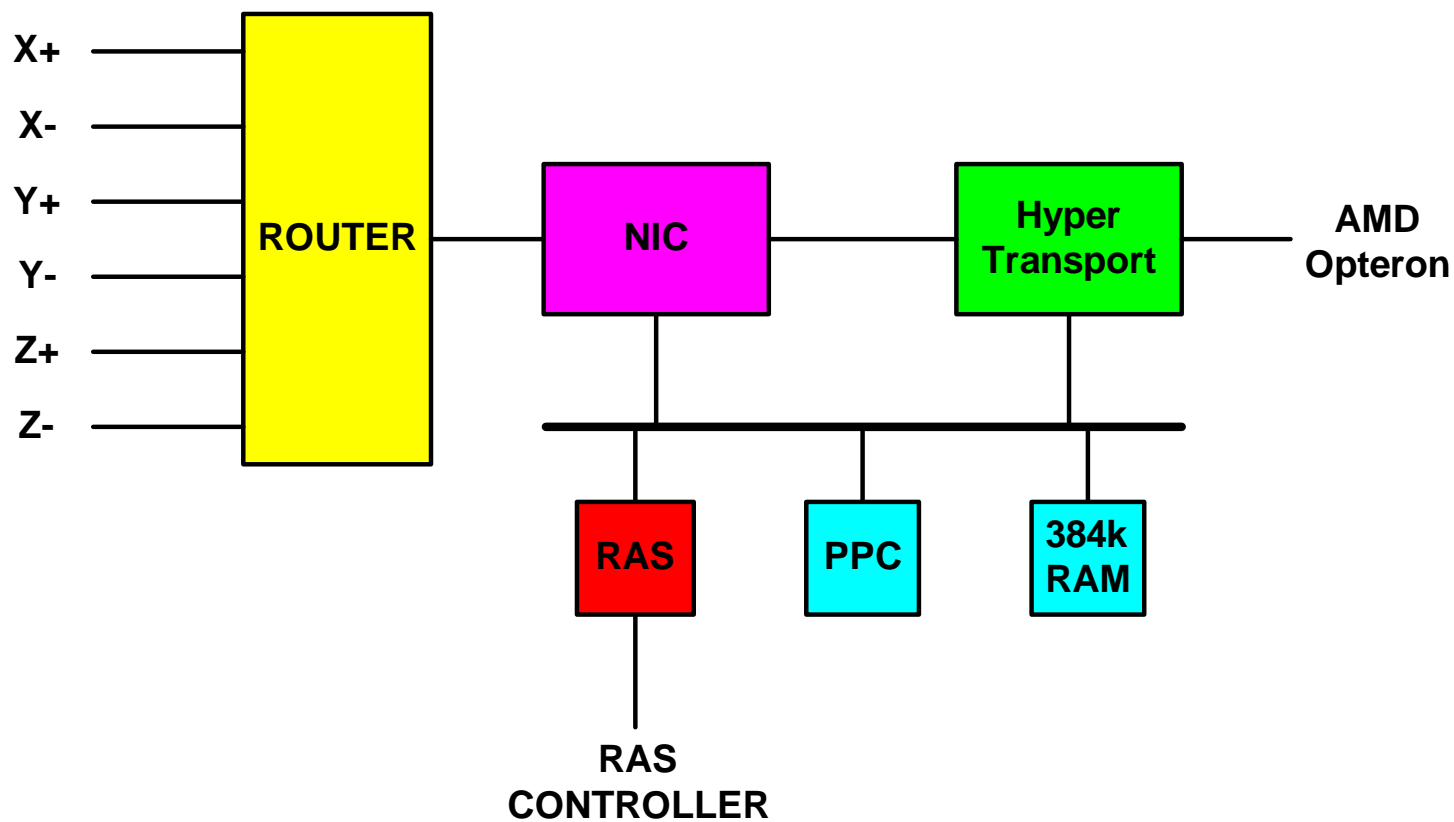 X+
X-
Y+
Y-
Z+
Z-
ROUTER
NIC
Hyper
Transport
AMD
Opteron
RAS
PPC
384k
RAM
RAS
CONTROLLER